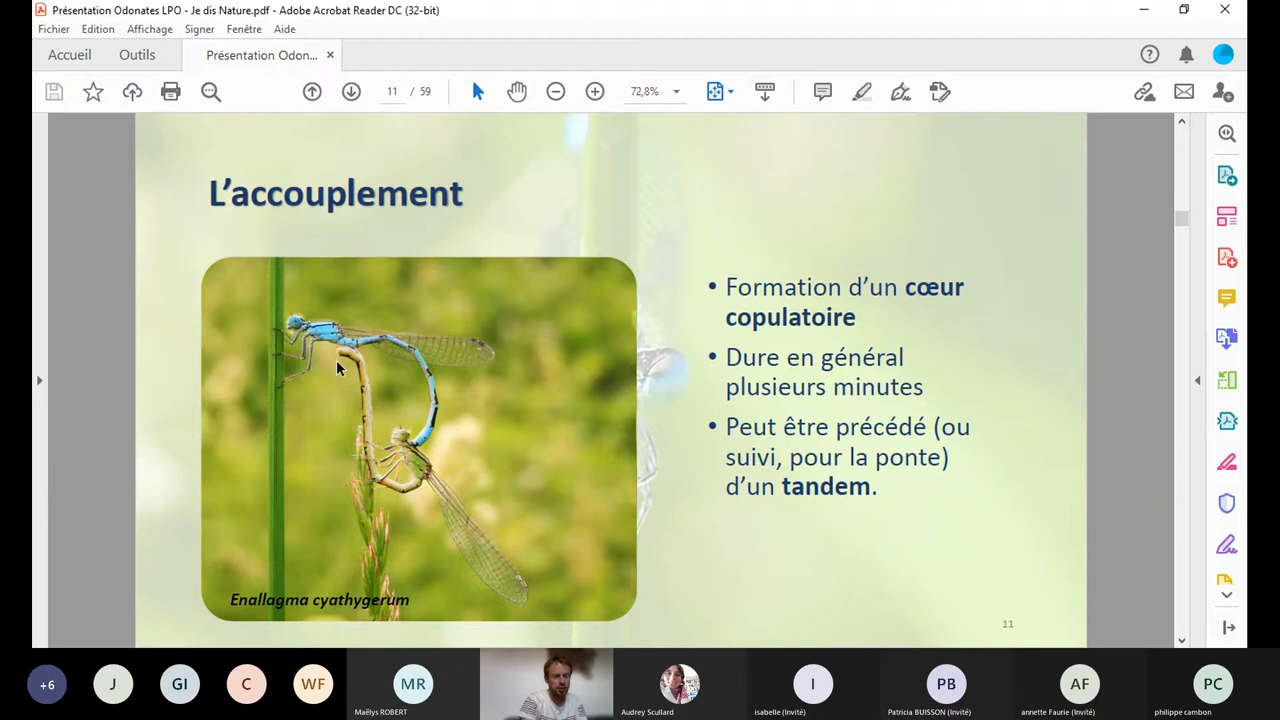 Présentation Odonates LPO - Je dis Nature.pdf - Adobe Acrobat Reader DC (32-bit)
Fichier Edition Affichage Signer Fenêtre Aide
Accueil Outils Présentation Odon...
11 / 59 72,8%
L'accouplement
• Formation d'un cœur
copulatoire
• Dure en général
plusieurs minutes
• Peut être précédé (ou
suivi, pour la ponte)
d'un tandem.
Enallagma cyathygerum
11
+6 J GI C WF MR I PB AF PC
Maëlys ROBERT Audrey Scullard isabelle (Invité) Patricia BUISSON (Invité) annette Faurie (Invité) philippe cambon